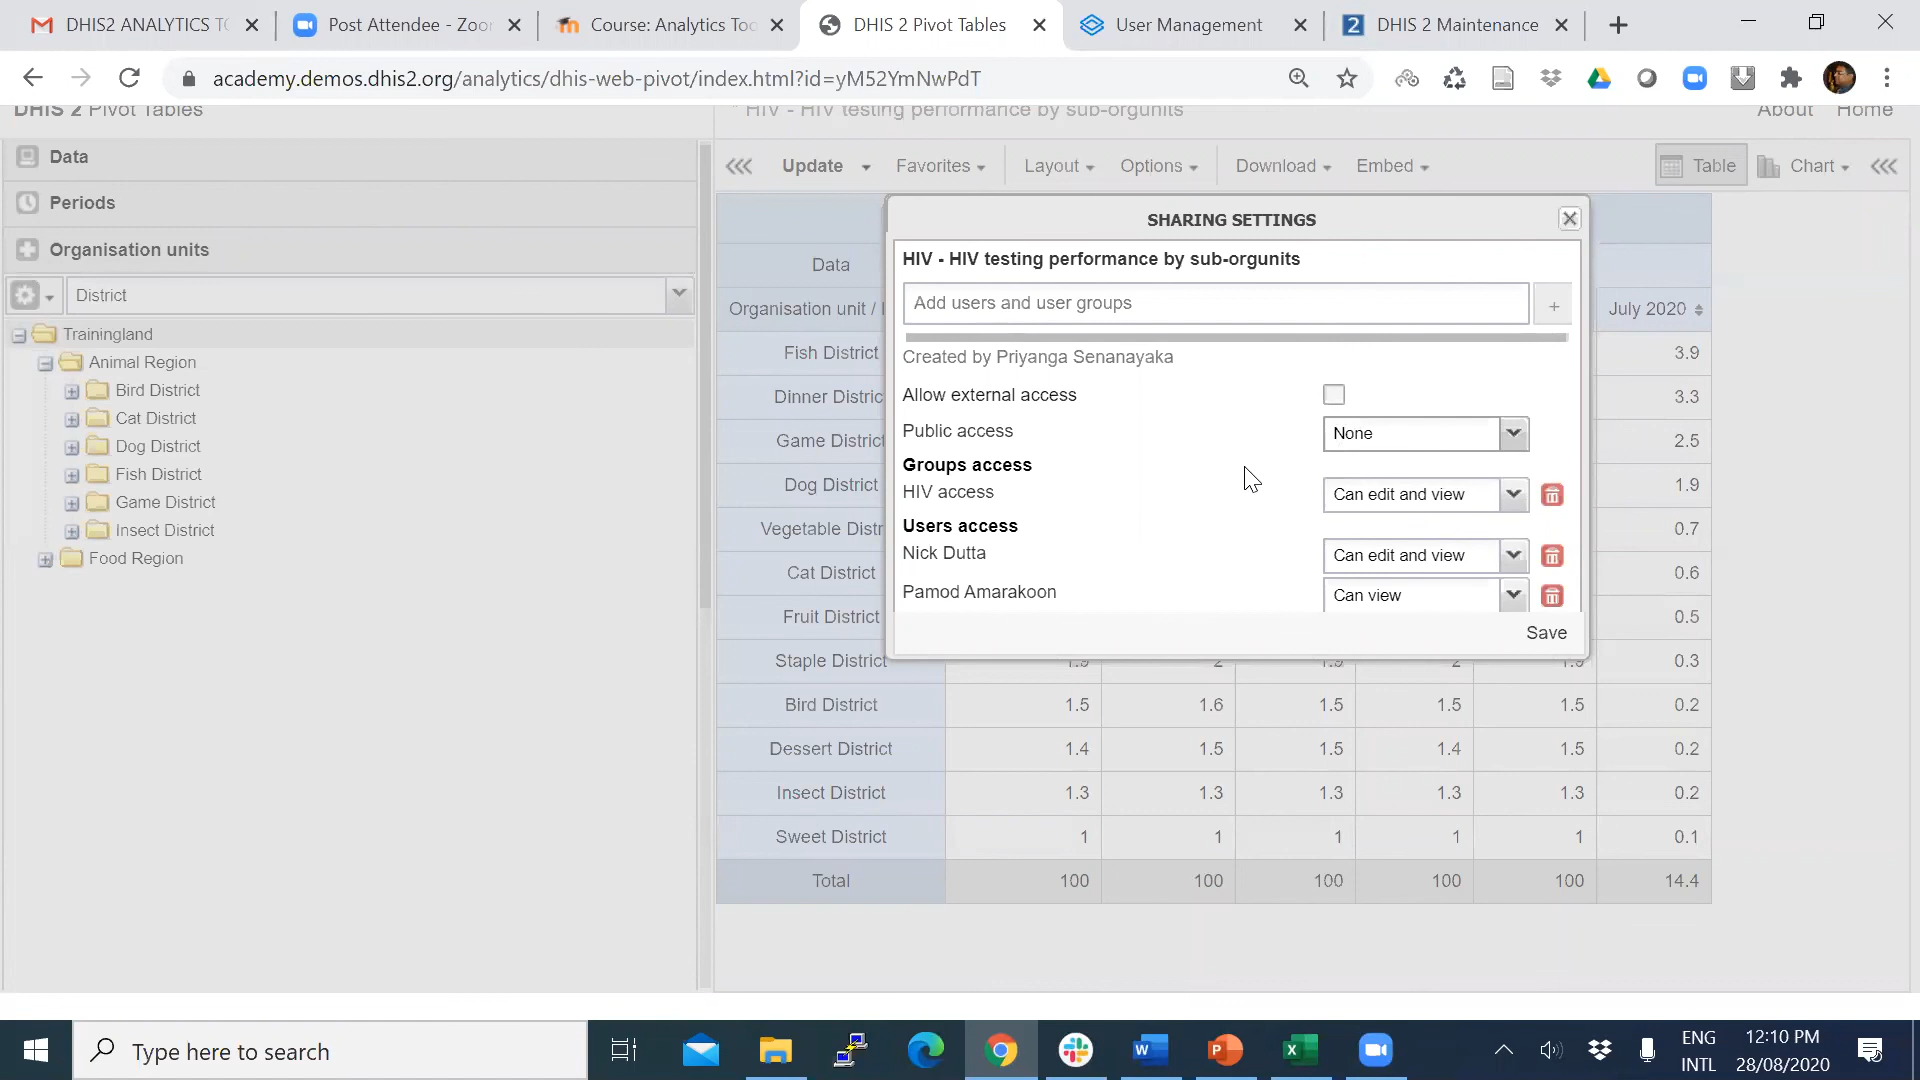 DHIS2 ANALYTICS TO
Post Attendee - Zoo
Course: Analytics Too
DHIS 2 Pivot Tables
User Management
DHIS 2 Maintenance
academy.demos.dhis2.org/analytics/dhis-web-pivot/index.html?id=yM52YmNwPdT
DHIS 2 Pivot Tables
* HIV - HIV testing performance by sub-orgunits
About Home
Data
Periods
Organisation units
District
Trainingland
Animal Region
Bird District
Cat District
Dog District
Fish District
Game District
Insect District
Food Region
Update Favorites Layout Options Download Embed Table Chart
Data
Organisation unit / July 2020
Fish District 3.9
Dinner Distric 3.3
Game District 2.5
Dog District 1.9
Vegetable Distr 0.7
Cat District 0.6
Fruit District 0.5
Staple District 1.9 2 1.9 2 1.9 0.3
Bird District 1.5 1.6 1.5 1.5 1.5 0.2
Dessert District 1.4 1.5 1.5 1.4 1.5 0.2
Insect District 1.3 1.3 1.3 1.3 1.3 0.2
Sweet District 1 1 1 1 1 0.1
Total 100 100 100 100 100 14.4
SHARING SETTINGS
HIV - HIV testing performance by sub-orgunits
Add users and user groups
+
Created by Priyanga Senanayaka
Allow external access
Public access None
Groups access
HIV access Can edit and view
Users access
Nick Dutta Can edit and view
Pamod Amarakoon Can view
Save
Type here to search
ENG
INTL
12:10 PM
28/08/2020